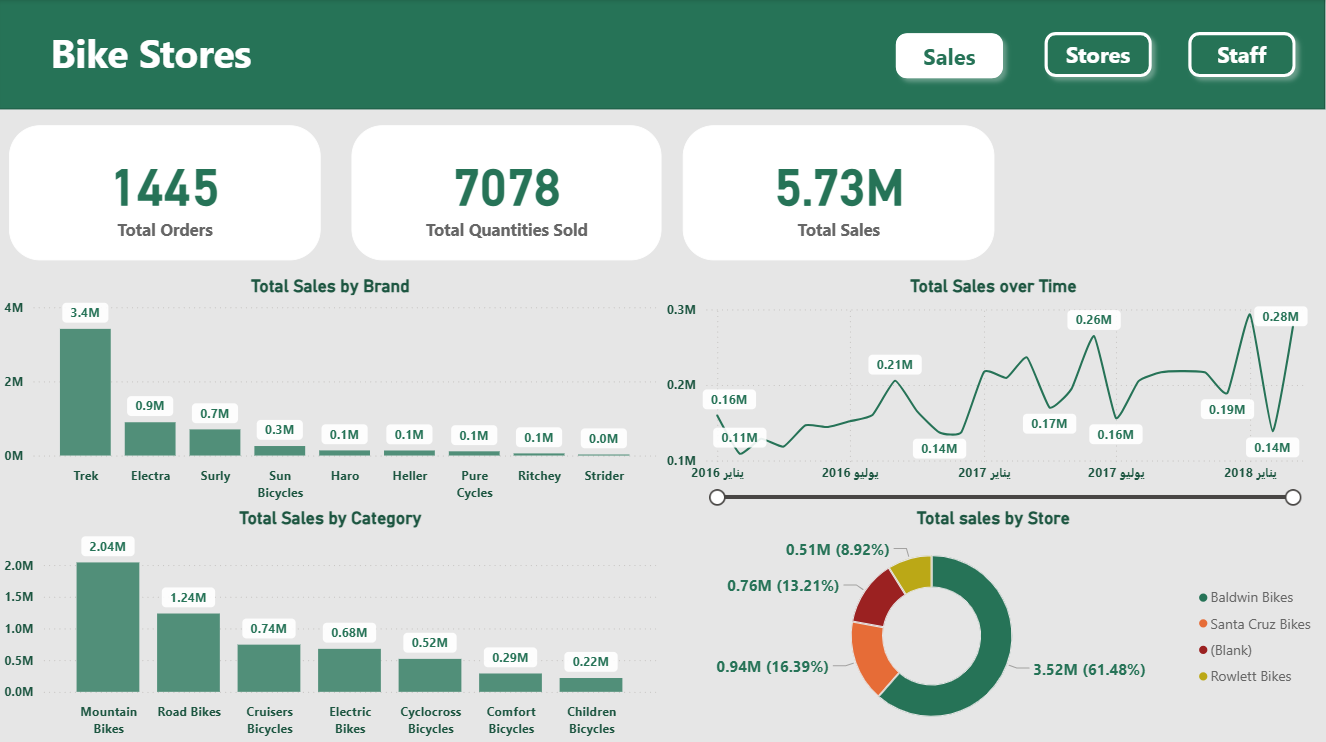 Bike Stores
Sales
Stores
Staff
1445
Total Orders
7078
Total Quantities Sold
5.73M
Total Sales
Total Sales by Brand
4M
2M
0M
3.4M
0.9M
0.7M
0.3M
0.1M
0.1M
0.1M
0.1M
0.0M
Trek
Electra
Surly
Sun
Bicycles
Haro
Heller
Pure
Cycles
Ritchey
Strider
Total Sales over Time
0.3M
0.2M
0.1M
0.16M
0.11M
0.21M
0.14M
0.17M
0.26M
0.16M
0.19M
0.14M
0.28M
يناير 2016
يوليو 2016
يناير 2017
يوليو 2017
يناير 2018
Total Sales by Category
2.0M
1.5M
1.0M
0.5M
0.0M
2.04M
1.24M
0.74M
0.68M
0.52M
0.29M
0.22M
Mountain
Bikes
Road Bikes
Cruisers
Bicycles
Electric
Bikes
Cyclocross
Bicycles
Comfort
Bicycles
Children
Bicycles
Total sales by Store
0.51M (8.92%)
0.76M (13.21%)
0.94M (16.39%)
3.52M (61.48%)
Baldwin Bikes
Santa Cruz Bikes
(Blank)
Rowlett Bikes